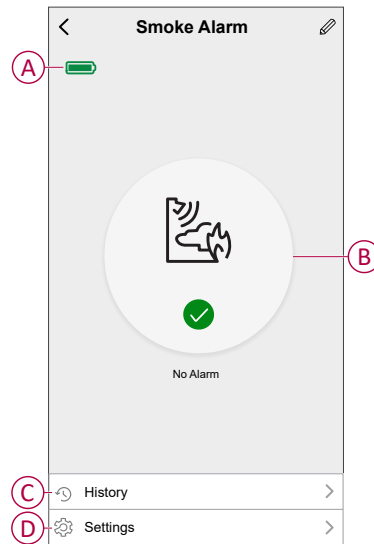 Smoke Alarm
A
B
No Alarm
C
History
D
Settings